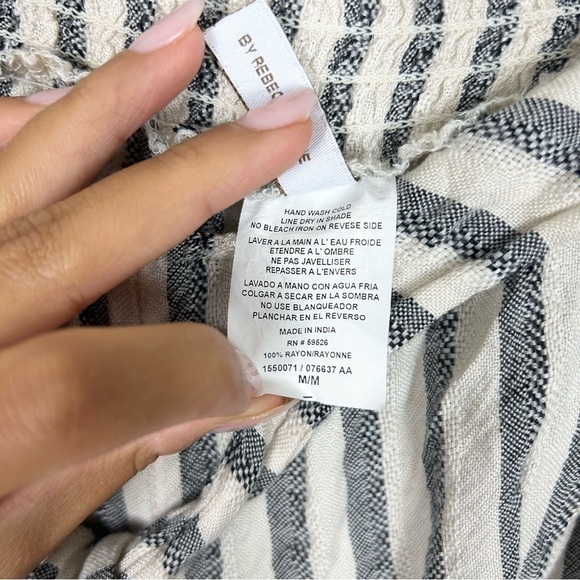 BY REBEC
HAND WASH COLD
LINE DRY IN SHADE
NO BLEACH IRON ON REVESE SIDE
LAVER A LA MAIN A L' EAU FROIDE
ETENDRE A L' OMBRE
NE PAS JAVELLISER
REPASSER A L'ENVERS
LAVADO A MANO CON AGUA FRIA
COLGAR A SECAR EN LA SOMBRA
NO USE BLANQUEADOR
PLANCHAR EN EL REVERSO
MADE IN INDIA
RN # 59526
100% RAYON/RAYONNE
1550071 / 076637 AA
M/M